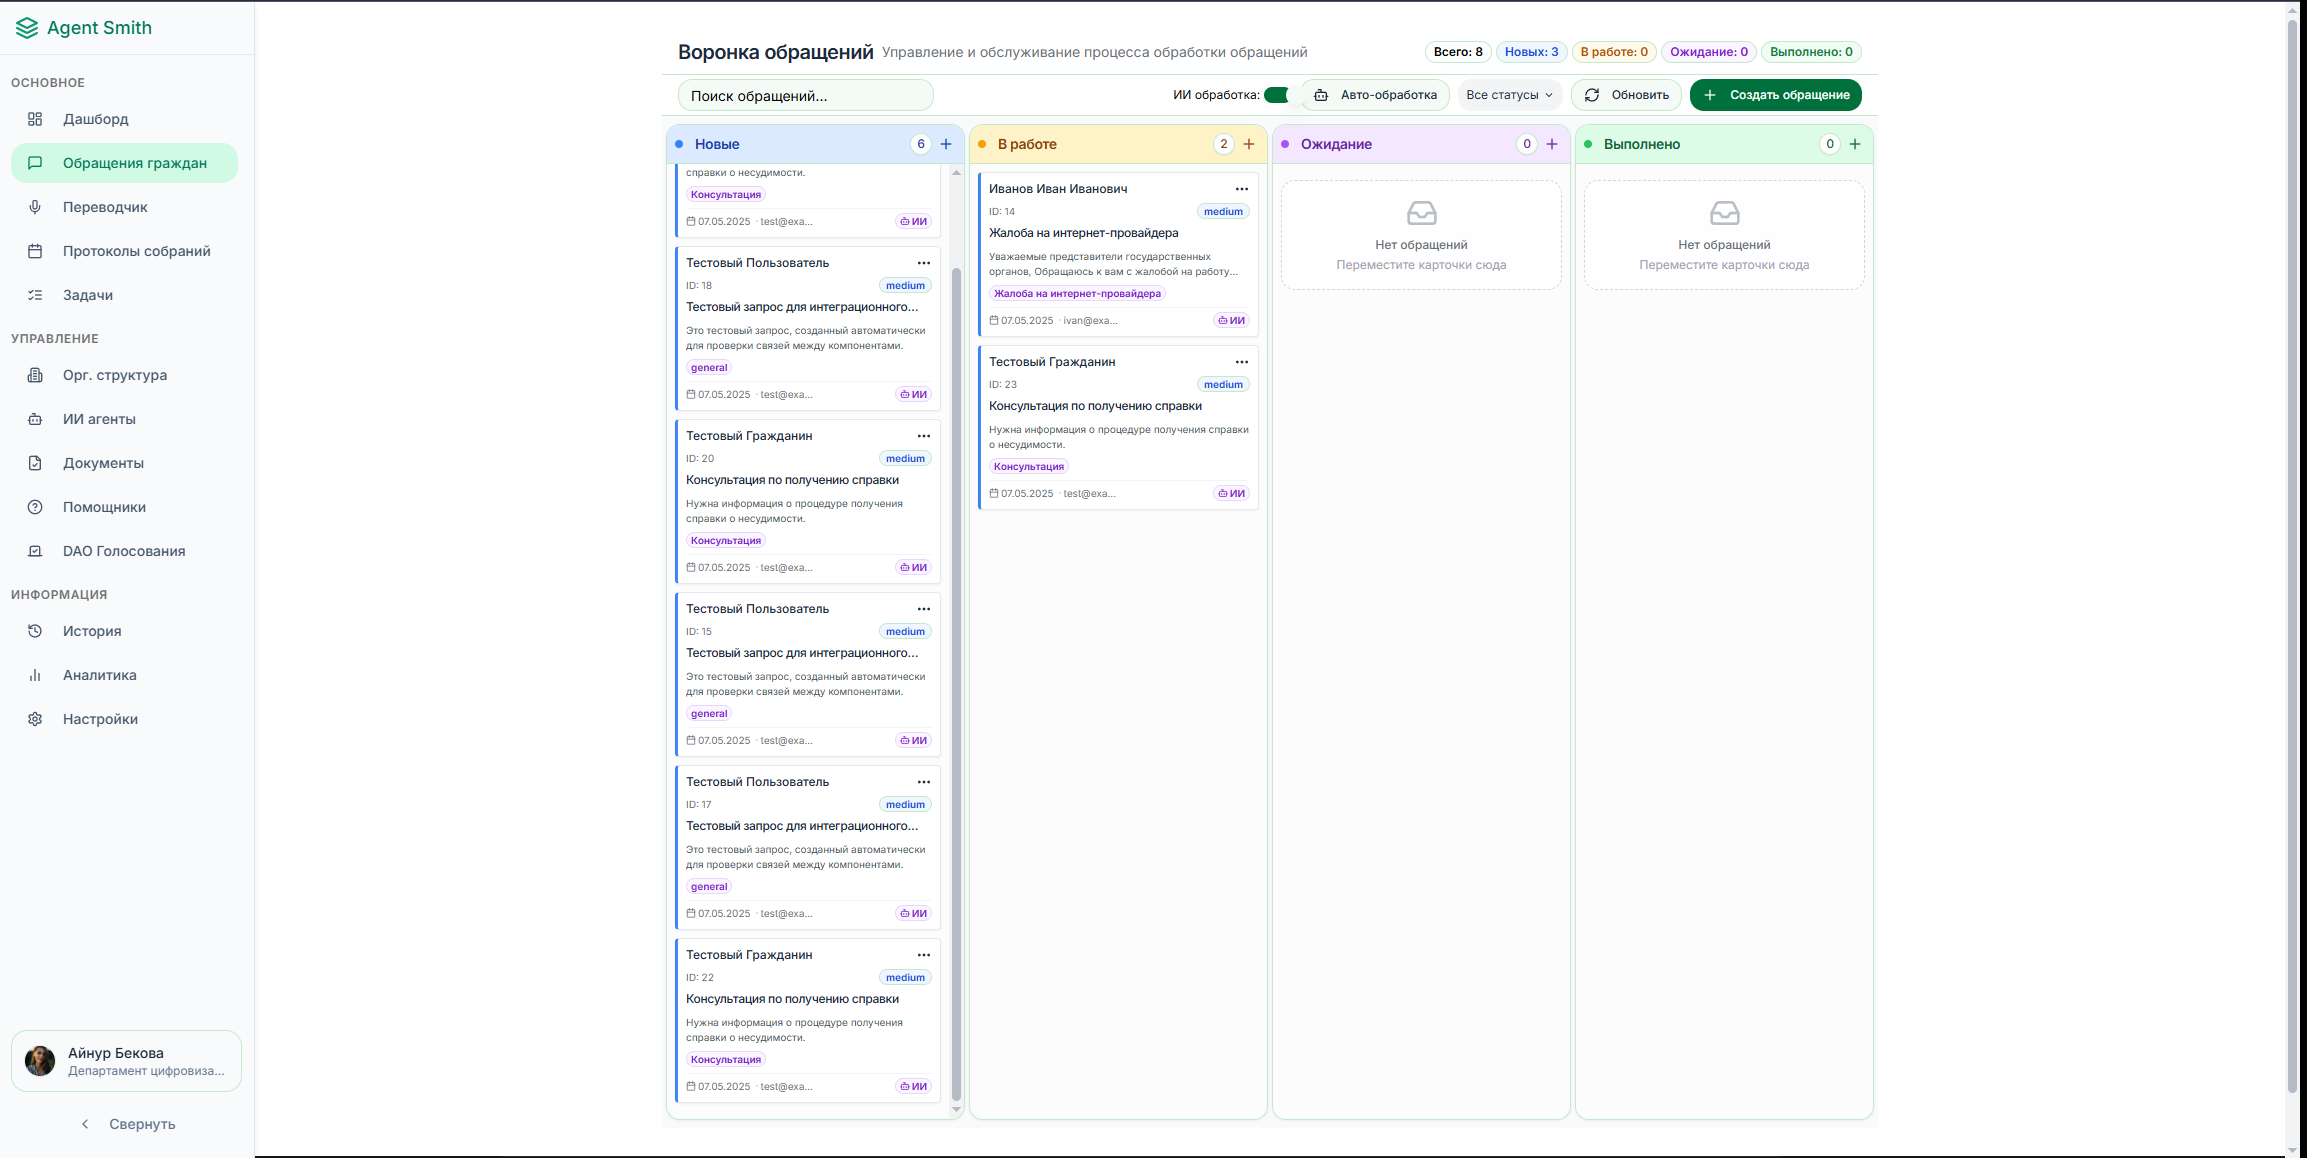 Agent Smith
ОСНОВНОЕ
Дашборд
Обращения граждан
Переводчик
Протоколы собраний
Задачи
УПРАВЛЕНИЕ
Орг. структура
ИИ агенты
Документы
Помощники
DAO Голосования
ИНФОРМАЦИЯ
История
Аналитика
Настройки
Айнур Бекова
Департамент цифровиза...
Свернуть
Воронка обращений Управление и обслуживание процесса обработки обращений
Всего: 8 Новых: 3 В работе: 0 Ожидание: 0 Выполнено: 0
Поиск обращений...
ИИ обработка: Авто-обработка Все статусы Обновить Создать обращение
Новые 6
справки о несудимости.
Консультация
07.05.2025 · test@exa... ИИ
Тестовый Пользователь
ID: 18 medium
Тестовый запрос для интеграционного...
Это тестовый запрос, созданный автоматически
для проверки связей между компонентами.
general
07.05.2025 · test@exa... ИИ
Тестовый Гражданин
ID: 20 medium
Консультация по получению справки
Нужна информация о процедуре получения
справки о несудимости.
Консультация
07.05.2025 · test@exa... ИИ
Тестовый Пользователь
ID: 15 medium
Тестовый запрос для интеграционного...
Это тестовый запрос, созданный автоматически
для проверки связей между компонентами.
general
07.05.2025 · test@exa... ИИ
Тестовый Пользователь
ID: 17 medium
Тестовый запрос для интеграционного...
Это тестовый запрос, созданный автоматически
для проверки связей между компонентами.
general
07.05.2025 · test@exa... ИИ
Тестовый Гражданин
ID: 22 medium
Консультация по получению справки
Нужна информация о процедуре получения
справки о несудимости.
Консультация
07.05.2025 · test@exa... ИИ
В работе 2
Иванов Иван Иванович
ID: 14 medium
Жалоба на интернет-провайдера
Уважаемые представители государственных
органов, Обращаюсь к вам с жалобой на работу...
Жалоба на интернет-провайдера
07.05.2025 · ivan@exa... ИИ
Тестовый Гражданин
ID: 23 medium
Консультация по получению справки
Нужна информация о процедуре получения справки
о несудимости.
Консультация
07.05.2025 · test@exa... ИИ
Ожидание 0
Нет обращений
Переместите карточки сюда
Выполнено 0
Нет обращений
Переместите карточки сюда